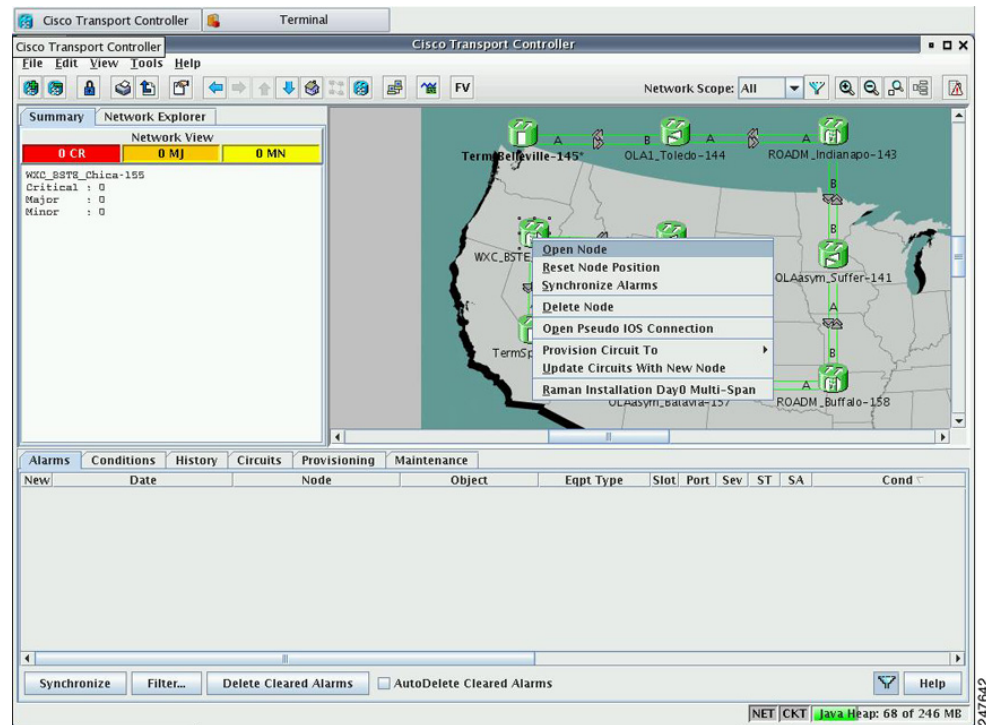 Cisco Transport Controller
Terminal
Cisco Transport Controller
Cisco Transport Controller
File Edit View Tools Help
FV
Network Scope: All
Summary
Network Explorer
Network View
0 CR
0 MJ
0 MN
WXC_BSTE_Chica-155
Critical : 0
Major : 0
Minor : 0
A
B
A
A
TermBelleville-145*
OLA1_Toledo-144
ROADM_Indianapo-143
B
B
WXC_BSTE
OLAasym_Suffer-141
A
B
TermSp
A
OLAasym_Batavia-157
ROADM_Buffalo-158
Open Node
Reset Node Position
Synchronize Alarms
Delete Node
Open Pseudo IOS Connection
Provision Circuit To
Update Circuits With New Node
Raman Installation Day0 Multi-Span
Alarms
Conditions
History
Circuits
Provisioning
Maintenance
New
Date
Node
Object
Eqpt Type
Slot
Port
Sev
ST
SA
Cond
Synchronize
Filter...
Delete Cleared Alarms
AutoDelete Cleared Alarms
Help
NET
CKT
Java Heap: 68 of 246 MB
247642